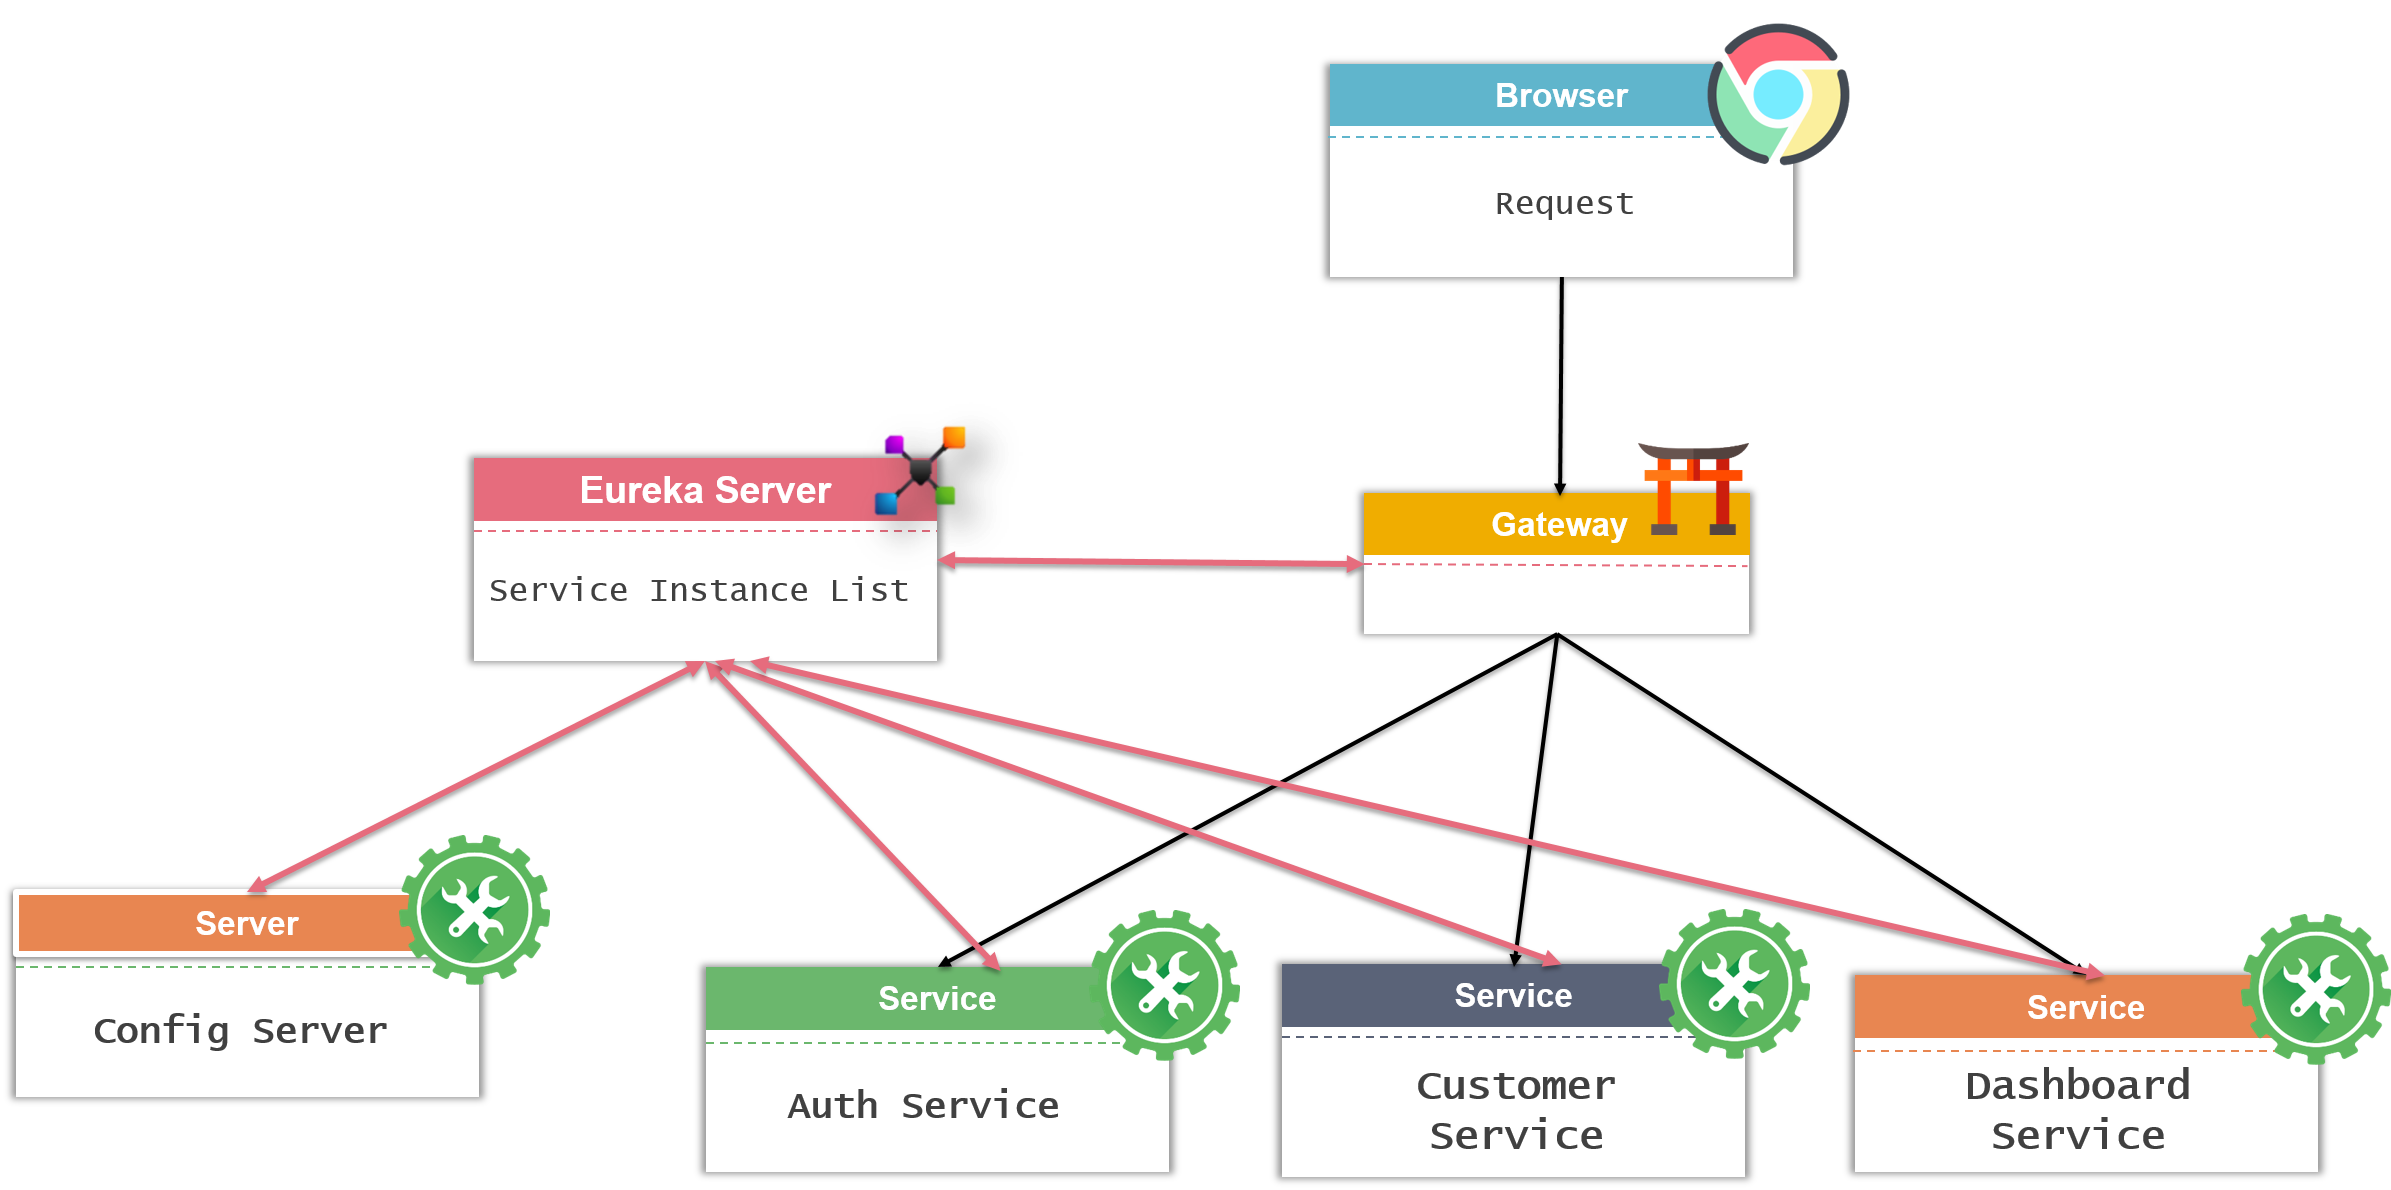 Browser
Request
Eureka Server
Service Instance List
Gateway
Server
Config Server
Service
Auth Service
Service
Customer
Service
Service
Dashboard
Service